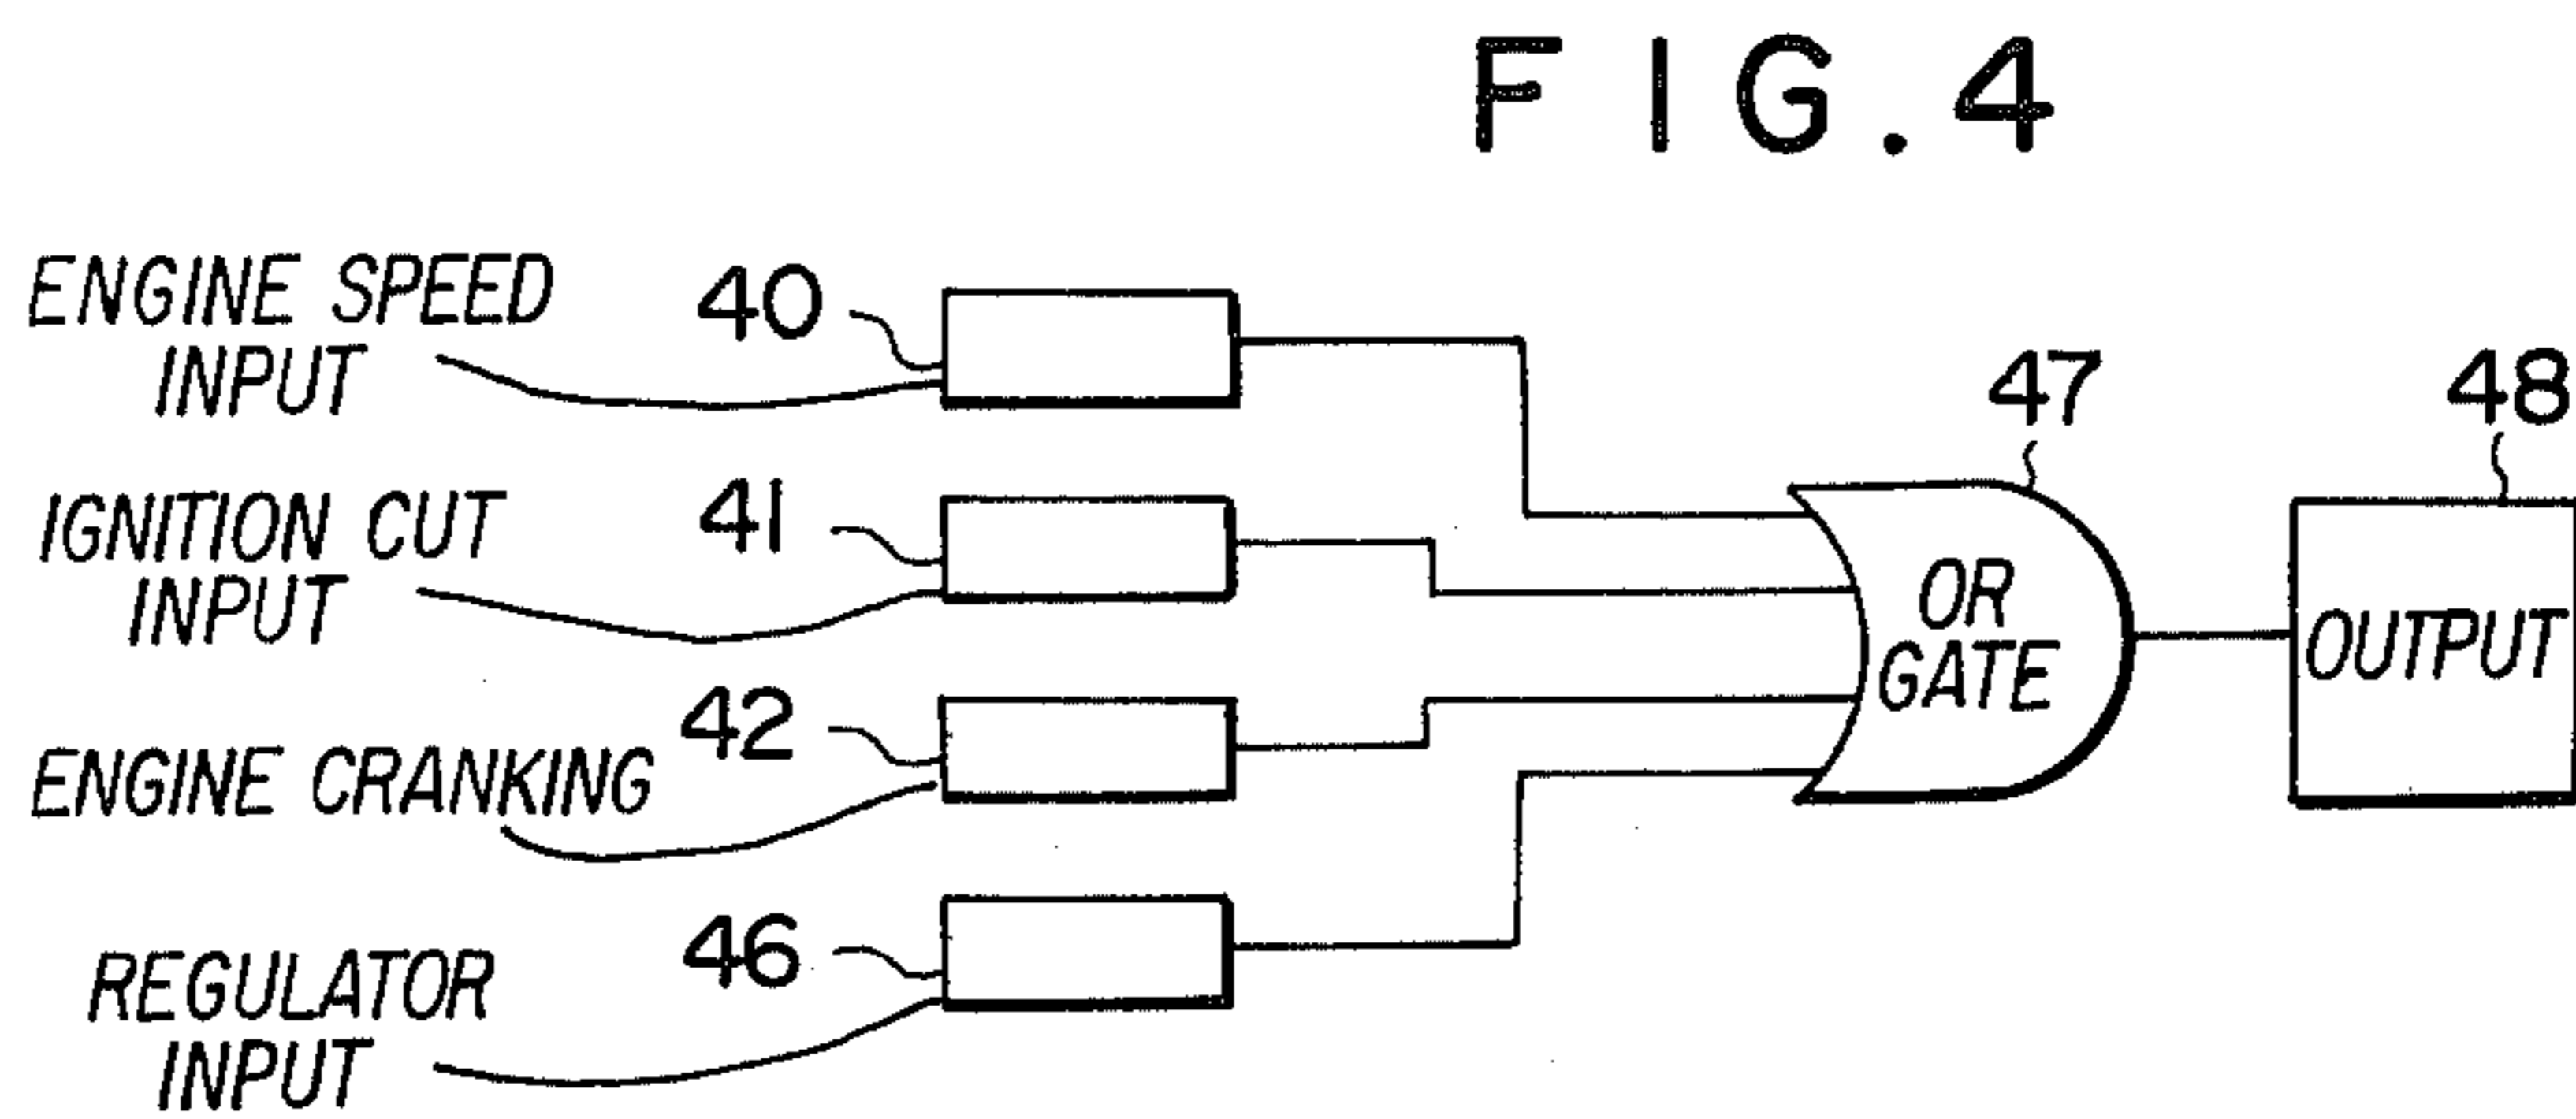 FIG.4
ENGINE SPEED
INPUT
40
IGNITION CUT
INPUT
41
ENGINE CRANKING
42
REGULATOR
INPUT
46
47
OR
GATE
48
OUTPUT